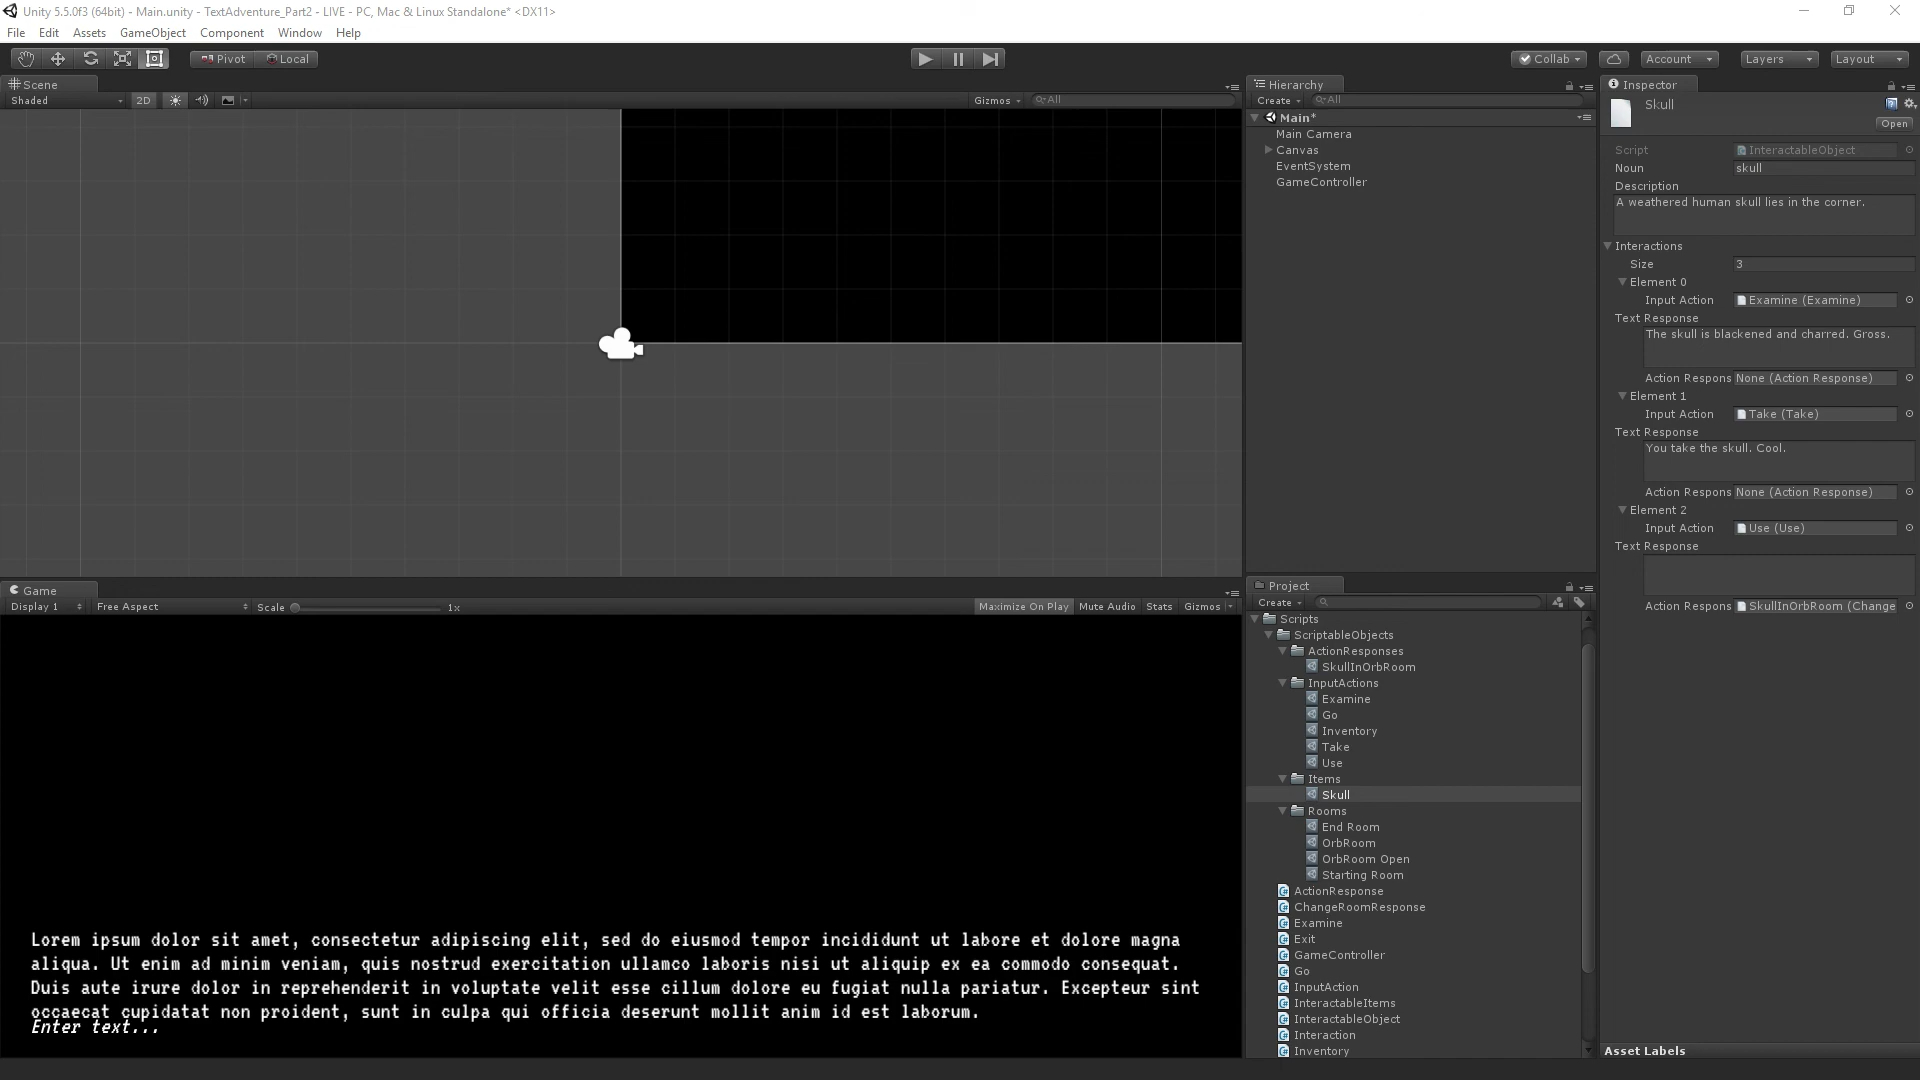 Unity 5.5.0f3 (64bit) - Main.unity - TextAdventure_Part2 - LIVE - PC, Mac & Linux Standalone* <DX11>
File Edit Assets GameObject Component Window Help
Pivot Local Collab Account Layers Layout
Scene
Shaded 2D Gizmos All
Hierarchy
Create All
Main*
Main Camera
Canvas
EventSystem
GameController
Inspector
Skull
Open
Script InteractableObject
Noun skull
Description
A weathered human skull lies in the corner.
Interactions
Size 3
Element 0
Input Action Examine (Examine)
Text Response
The skull is blackened and charred. Gross.
Action Respons None (Action Response)
Element 1
Input Action Take (Take)
Text Response
You take the skull. Cool.
Action Respons None (Action Response)
Element 2
Input Action Use (Use)
Text Response
Action Respons SkullInOrbRoom (Change
Game
Display 1 Free Aspect Scale 1x Maximize On Play Mute Audio Stats Gizmos
Lorem ipsum dolor sit amet, consectetur adipiscing elit, sed do eiusmod tempor incididunt ut labore et dolore magna
aliqua. Ut enim ad minim veniam, quis nostrud exercitation ullamco laboris nisi ut aliquip ex ea commodo consequat.
Duis aute irure dolor in reprehenderit in voluptate velit esse cillum dolore eu fugiat nulla pariatur. Excepteur sint
occaecat cupidatat non proident, sunt in culpa qui officia deserunt mollit anim id est laborum.
Enter text...
Project
Create
Scripts
ScriptableObjects
ActionResponses
SkullInOrbRoom
InputActions
Examine
Go
Inventory
Take
Use
Items
Skull
Rooms
End Room
OrbRoom
OrbRoom Open
Starting Room
ActionResponse
ChangeRoomResponse
Examine
Exit
GameController
Go
InputAction
InteractableItems
InteractableObject
Interaction
Inventory
Asset Labels